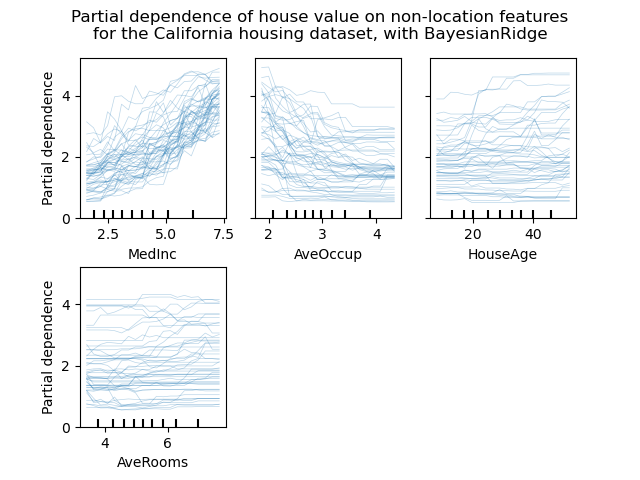 Partial dependence of house value on non-location features
for the California housing dataset, with BayesianRidge
Partial dependence
4
2
0
2.5 5.0 7.5
MedInc
2 3 4
AveOccup
20 40
HouseAge
Partial dependence
4
2
0
4 6
AveRooms